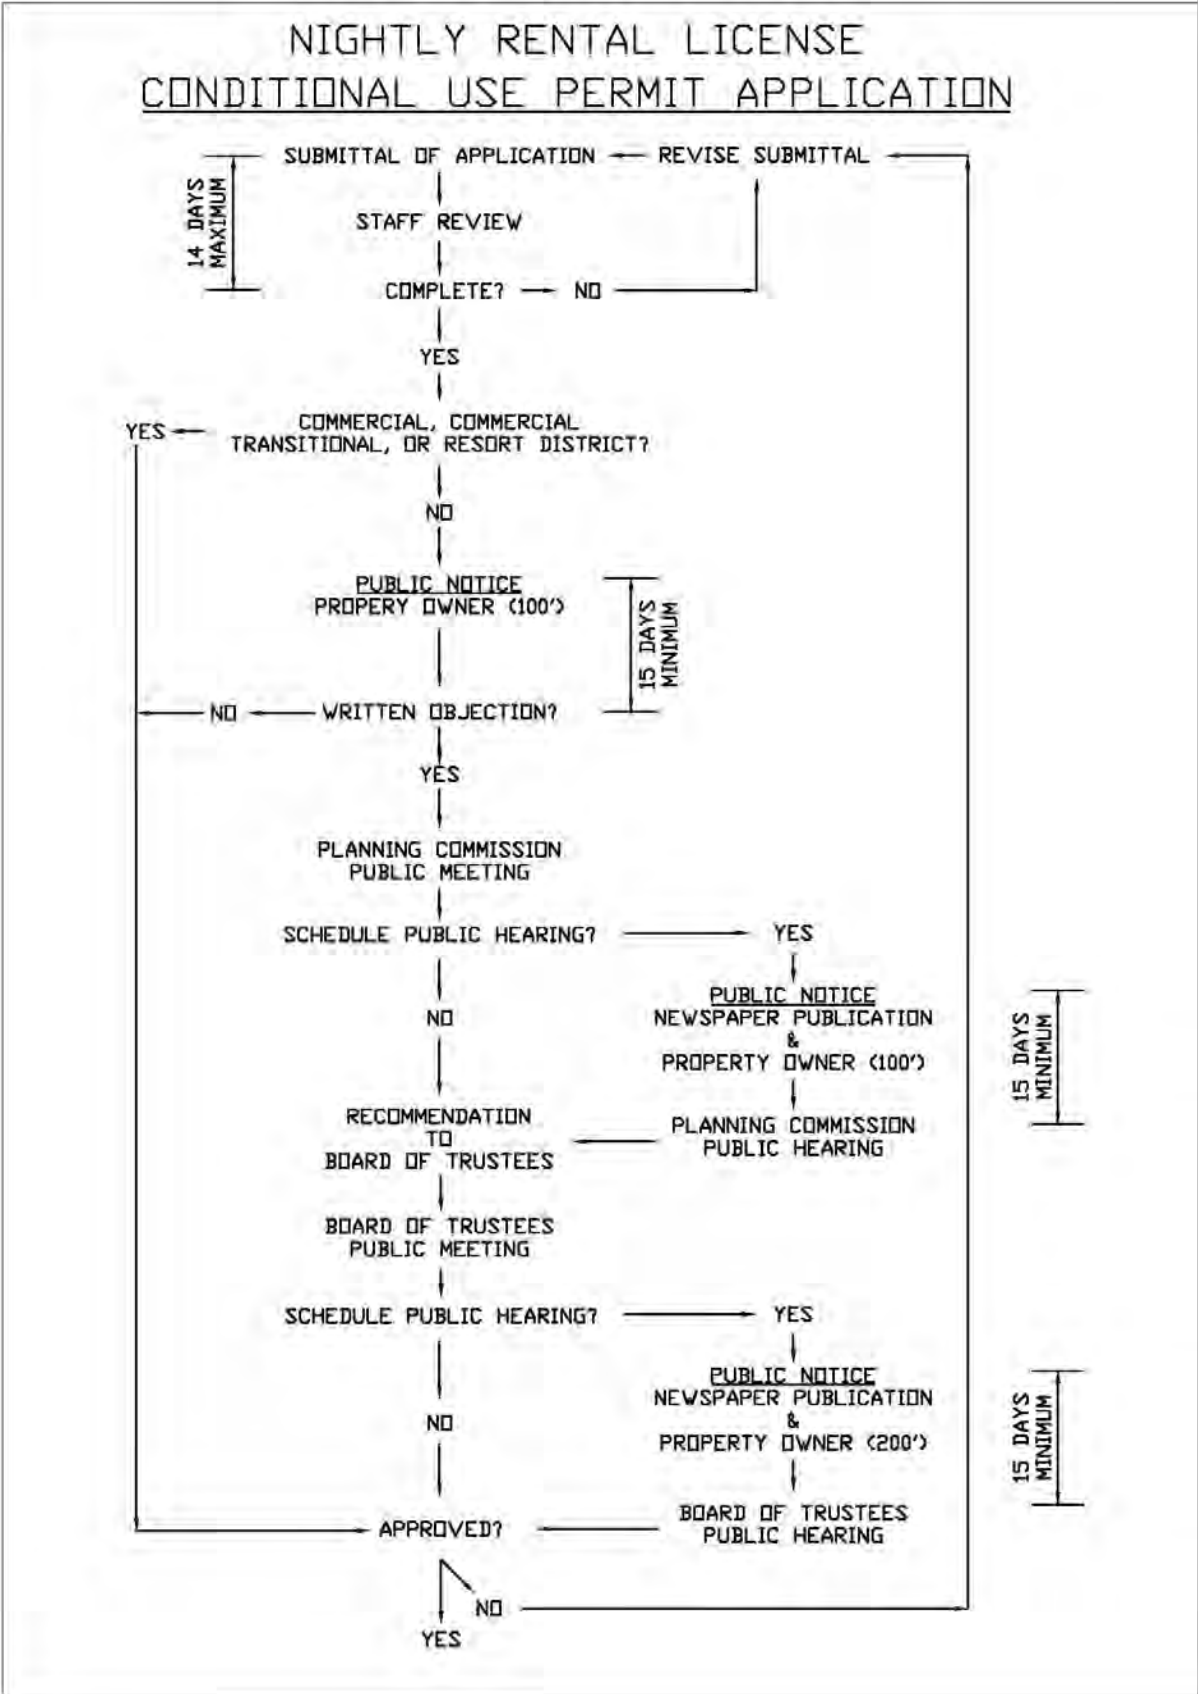 NIGHTLY RENTAL LICENSE
CONDITIONAL USE PERMIT APPLICATION
SUBMITTAL OF APPLICATION
REVISE SUBMITTAL
14 DAYS
MAXIMUM
STAFF REVIEW
COMPLETE?
NO
YES
COMMERCIAL, COMMERCIAL
TRANSITIONAL, OR RESORT DISTRICT?
YES
NO
PUBLIC NOTICE
PROPERY OWNER (100')
15 DAYS
MINIMUM
WRITTEN OBJECTION?
NO
YES
PLANNING COMMISSION
PUBLIC MEETING
SCHEDULE PUBLIC HEARING?
YES
NO
PUBLIC NOTICE
NEWSPAPER PUBLICATION
&
PROPERTY OWNER (100')
15 DAYS
MINIMUM
PLANNING COMMISSION
PUBLIC HEARING
RECOMMENDATION
TO
BOARD OF TRUSTEES
BOARD OF TRUSTEES
PUBLIC MEETING
SCHEDULE PUBLIC HEARING?
YES
NO
PUBLIC NOTICE
NEWSPAPER PUBLICATION
&
PROPERTY OWNER (200')
15 DAYS
MINIMUM
BOARD OF TRUSTEES
PUBLIC HEARING
APPROVED?
NO
YES